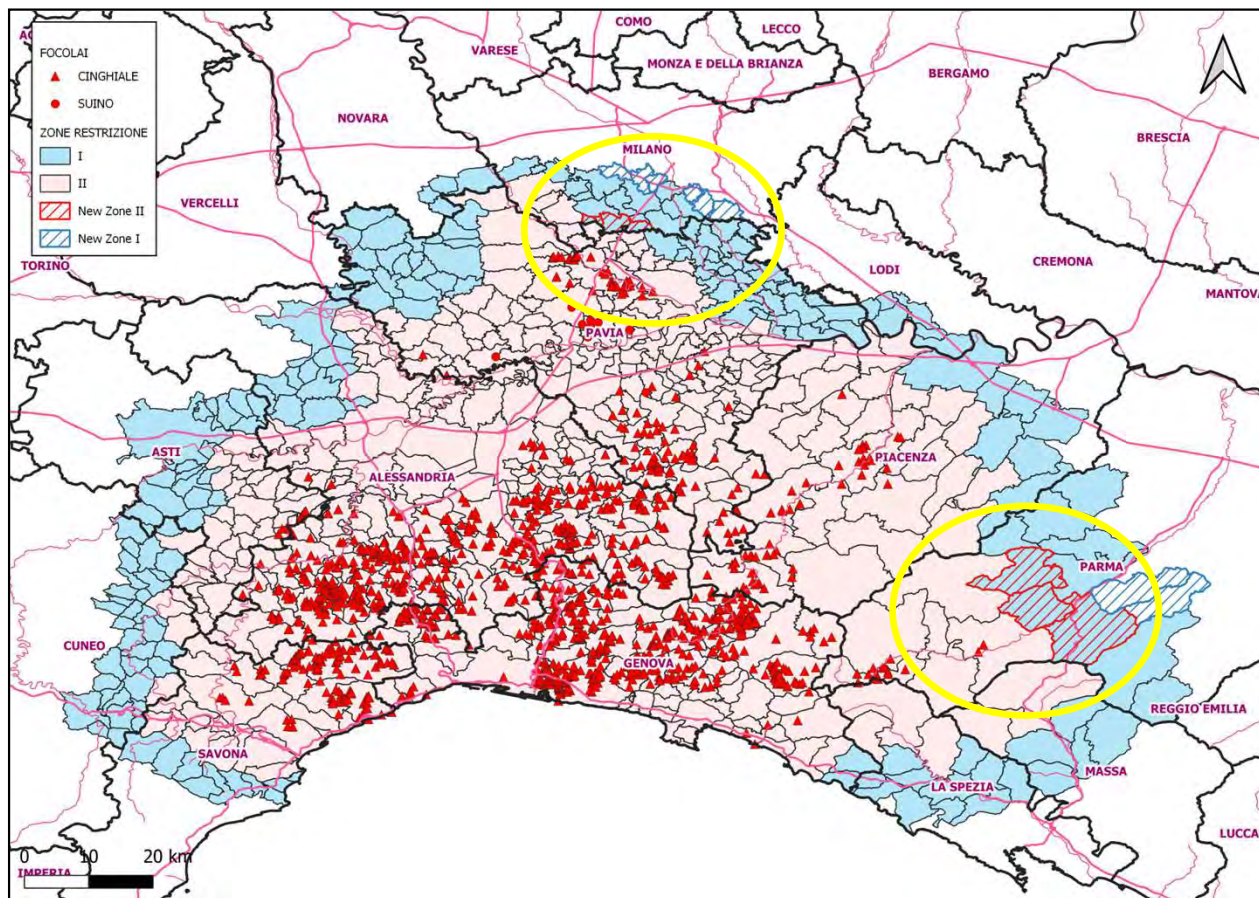 COMO
LECCO
VARESE
MONZA E DELLA BRIANZA
BERGAMO
FOCOLAI
CINGHIALE
SUINO
ZONE RESTRIZIONE
I
II
New Zone II
New Zone I
NOVARA
BRESCIA
MILANO
VERCELLI
TORINO
LODI
CREMONA
MANTOVA
PAVIA
ASTI
ALESSANDRIA
PIACENZA
PARMA
CUNEO
GENOVA
REGGIO EMILIA
SAVONA
MASSA
LA SPEZIA
LUCCA
0 10 20 km
IMPERIA